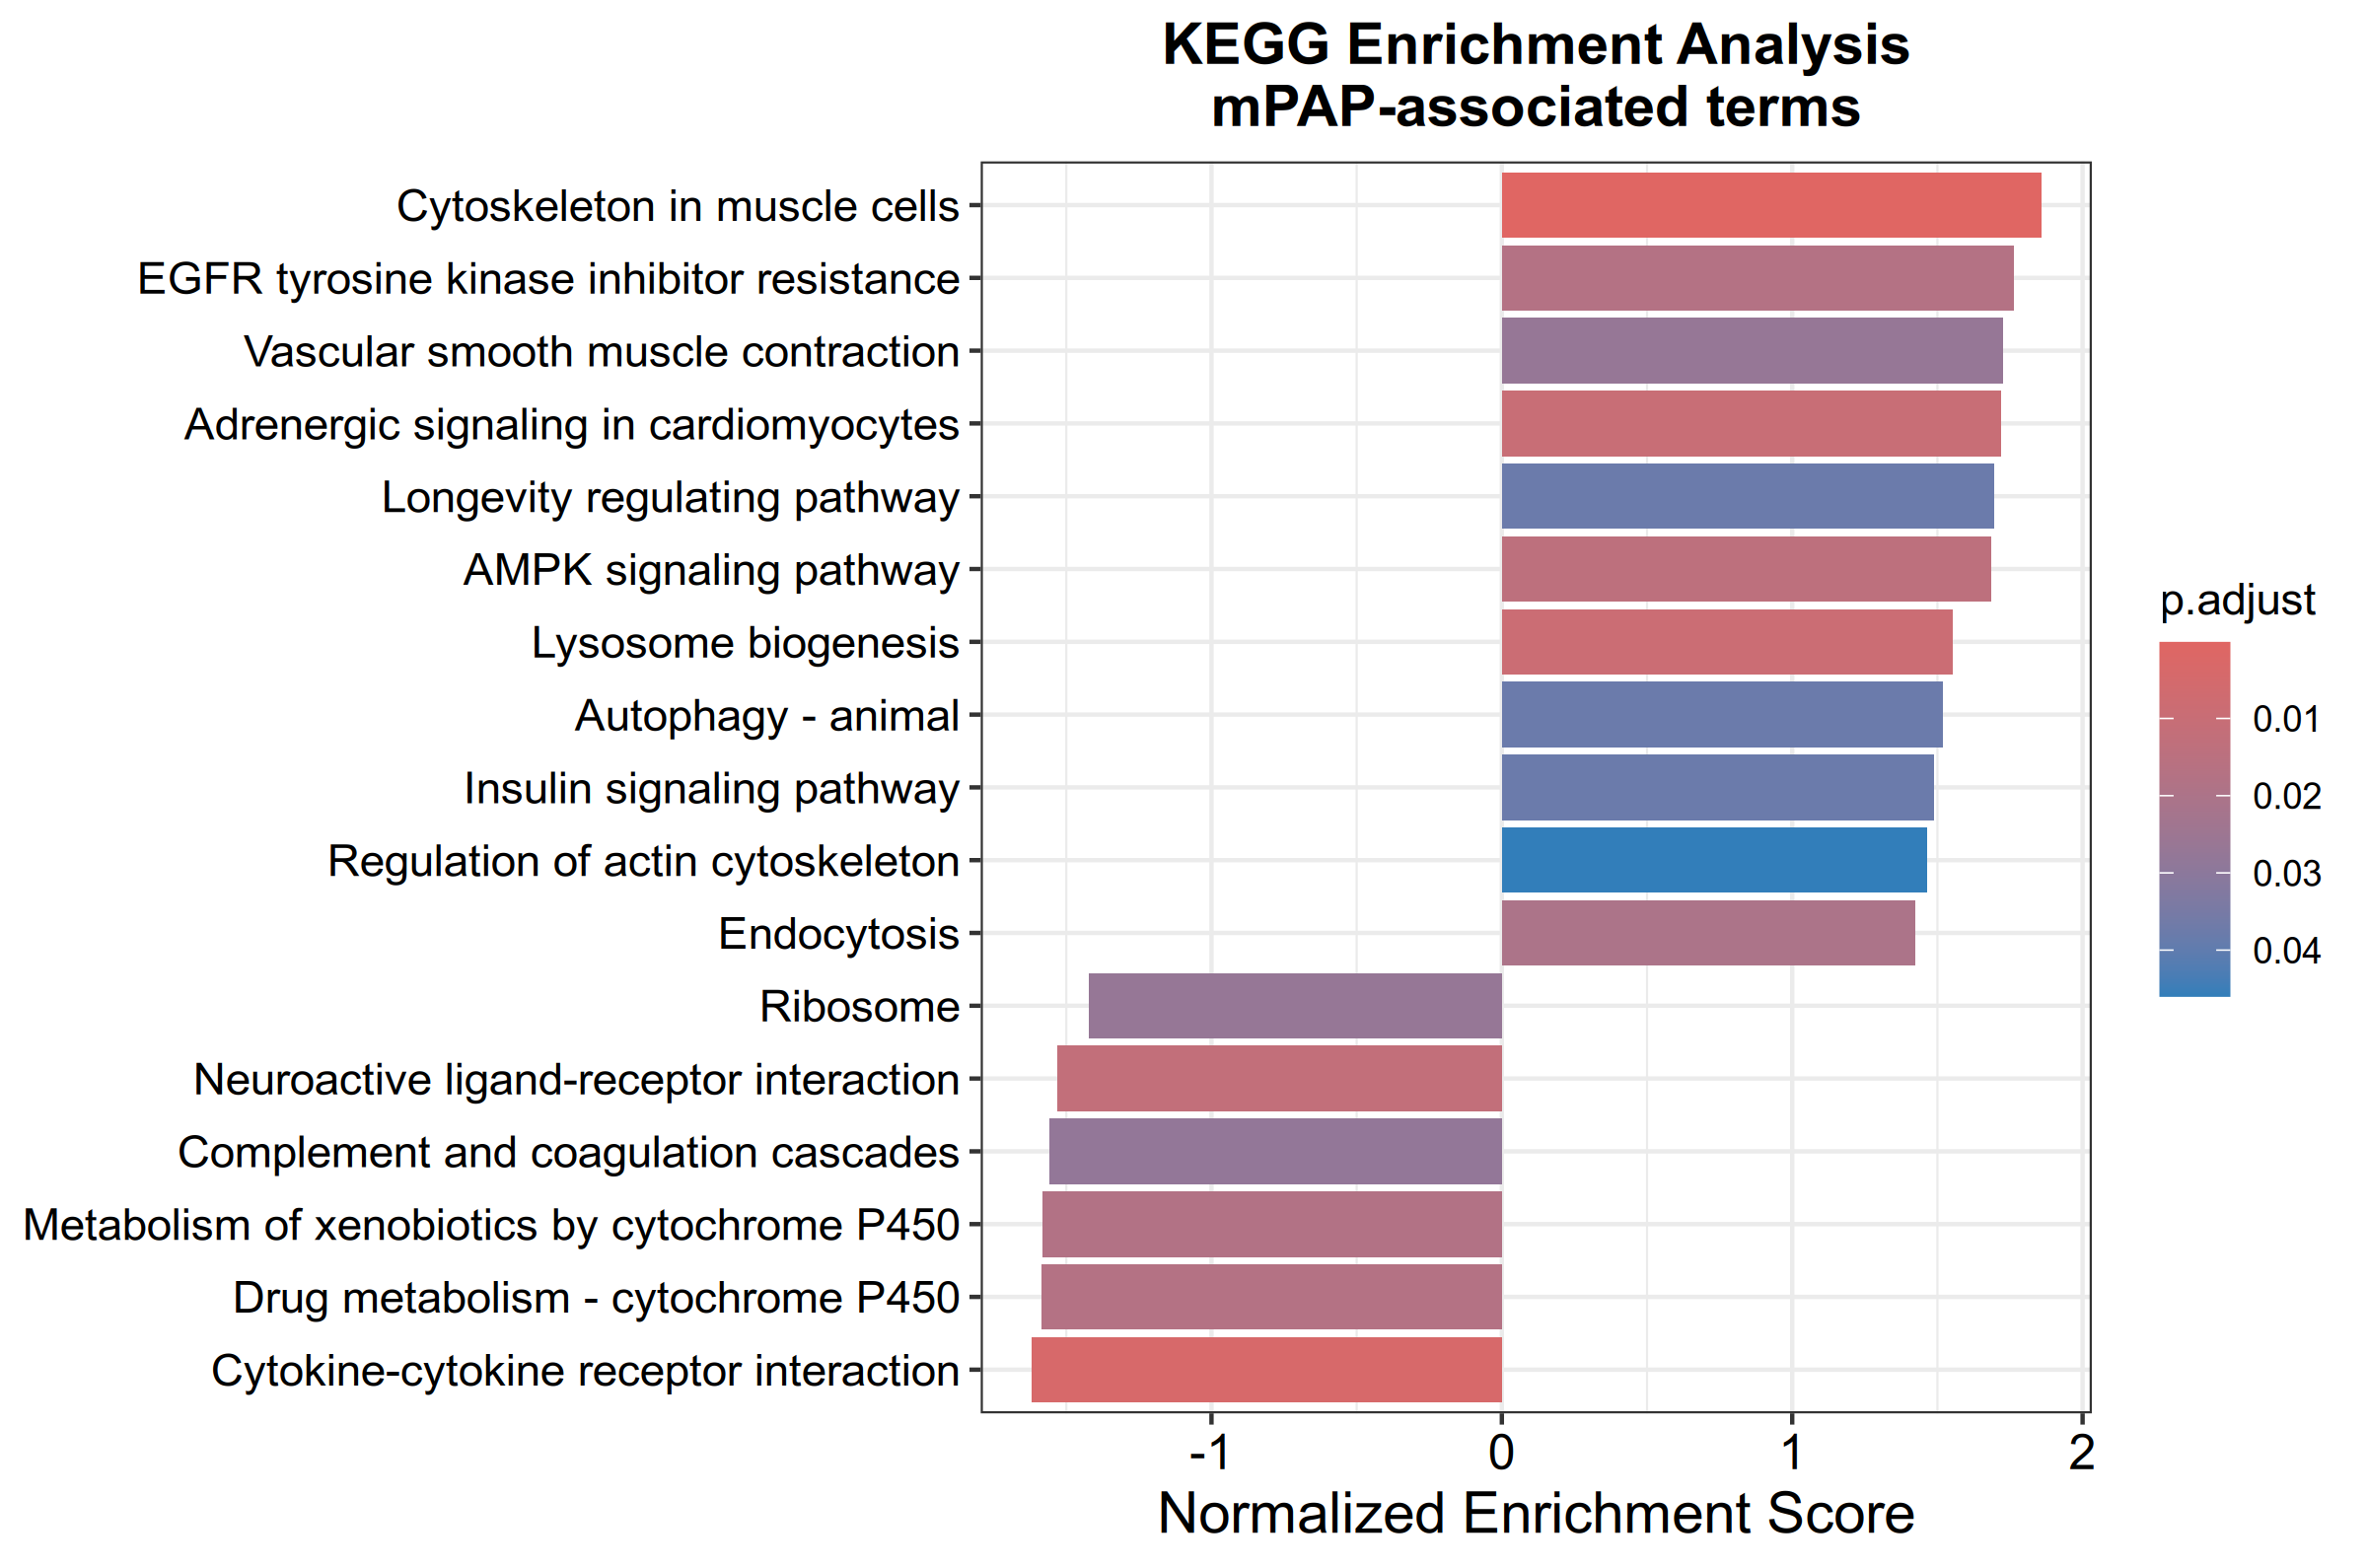 KEGG Enrichment Analysis
mPAP-associated terms
Cytoskeleton in muscle cells
EGFR tyrosine kinase inhibitor resistance
Vascular smooth muscle contraction
Adrenergic signaling in cardiomyocytes
Longevity regulating pathway
AMPK signaling pathway
Lysosome biogenesis
Autophagy - animal
Insulin signaling pathway
Regulation of actin cytoskeleton
Endocytosis
Ribosome
Neuroactive ligand-receptor interaction
Complement and coagulation cascades
Metabolism of xenobiotics by cytochrome P450
Drug metabolism - cytochrome P450
Cytokine-cytokine receptor interaction
-1 0 1 2
Normalized Enrichment Score
p.adjust
0.01
0.02
0.03
0.04